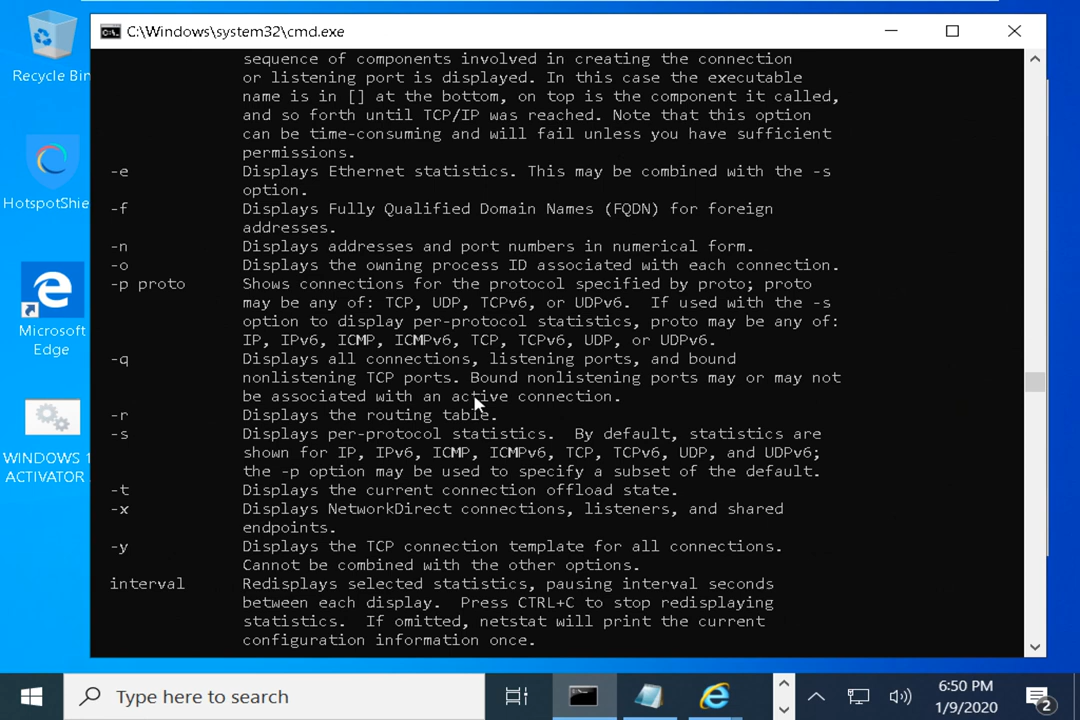 C:\Windows\system32\cmd.exe
Recycle Bin
HotspotShie
Microsoft
Edge
WINDOWS 1
ACTIVATOR
sequence of components involved in creating the connection
or listening port is displayed. In this case the executable
name is in [] at the bottom, on top is the component it called,
and so forth until TCP/IP was reached. Note that this option
can be time-consuming and will fail unless you have sufficient
permissions.
-e Displays Ethernet statistics. This may be combined with the -s
option.
-f Displays Fully Qualified Domain Names (FQDN) for foreign
addresses.
-n Displays addresses and port numbers in numerical form.
-o Displays the owning process ID associated with each connection.
-p proto Shows connections for the protocol specified by proto; proto
may be any of: TCP, UDP, TCPv6, or UDPv6.  If used with the -s
option to display per-protocol statistics, proto may be any of:
IP, IPv6, ICMP, ICMPv6, TCP, TCPv6, UDP, or UDPv6.
-q Displays all connections, listening ports, and bound
nonlistening TCP ports. Bound nonlistening ports may or may not
be associated with an active connection.
-r Displays the routing table.
-s Displays per-protocol statistics.  By default, statistics are
shown for IP, IPv6, ICMP, ICMPv6, TCP, TCPv6, UDP, and UDPv6;
the -p option may be used to specify a subset of the default.
-t Displays the current connection offload state.
-x Displays NetworkDirect connections, listeners, and shared
endpoints.
-y Displays the TCP connection template for all connections.
Cannot be combined with the other options.
interval Redisplays selected statistics, pausing interval seconds
between each display.  Press CTRL+C to stop redisplaying
statistics.  If omitted, netstat will print the current
configuration information once.
Type here to search
6:50 PM
1/9/2020
2